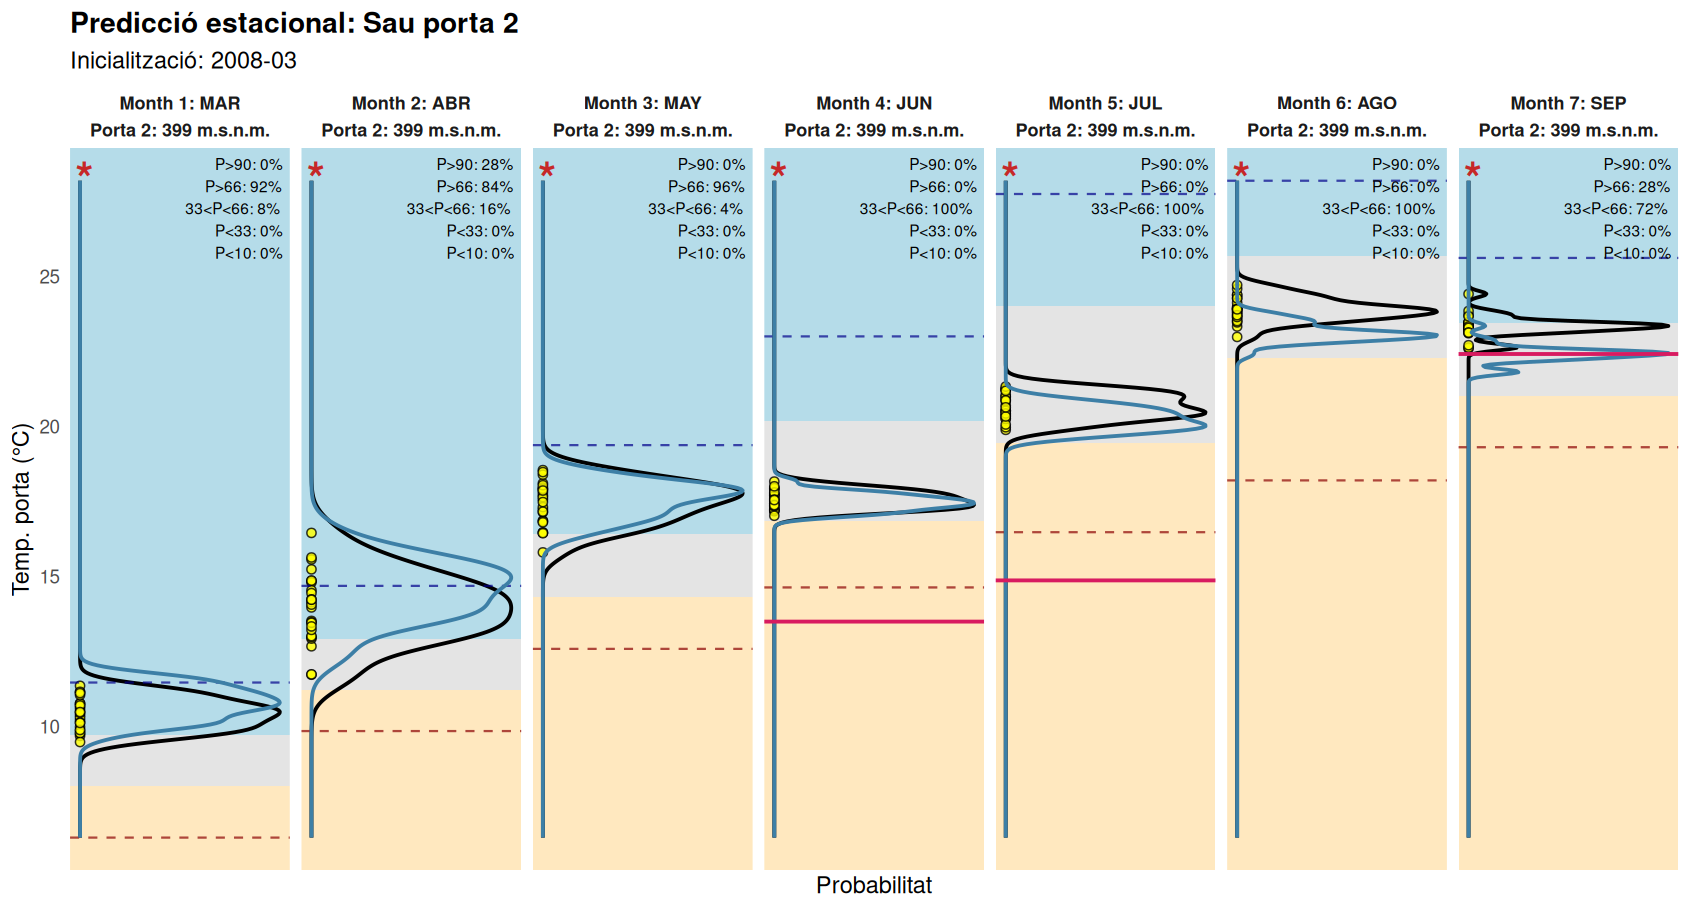 Predicció estacional: Sau porta 2
Inicialització: 2008-03
Month 1: MAR
Porta 2: 399 m.s.n.m.
Month 2: ABR
Porta 2: 399 m.s.n.m.
Month 3: MAY
Porta 2: 399 m.s.n.m.
Month 4: JUN
Porta 2: 399 m.s.n.m.
Month 5: JUL
Porta 2: 399 m.s.n.m.
Month 6: AGO
Porta 2: 399 m.s.n.m.
Month 7: SEP
Porta 2: 399 m.s.n.m.
*
P>90: 0%
P>66: 92%
33<P<66: 8%
P<33: 0%
P<10: 0%
*
P>90: 28%
P>66: 84%
33<P<66: 16%
P<33: 0%
P<10: 0%
*
P>90: 0%
P>66: 96%
33<P<66: 4%
P<33: 0%
P<10: 0%
*
P>90: 0%
P>66: 0%
33<P<66: 100%
P<33: 0%
P<10: 0%
*
P>90: 0%
P>66: 0%
33<P<66: 100%
P<33: 0%
P<10: 0%
*
P>90: 0%
P>66: 0%
33<P<66: 100%
P<33: 0%
P<10: 0%
*
P>90: 0%
P>66: 28%
33<P<66: 72%
P<33: 0%
P<10: 0%
25
20
15
10
Temp. porta (°C)
Probabilitat